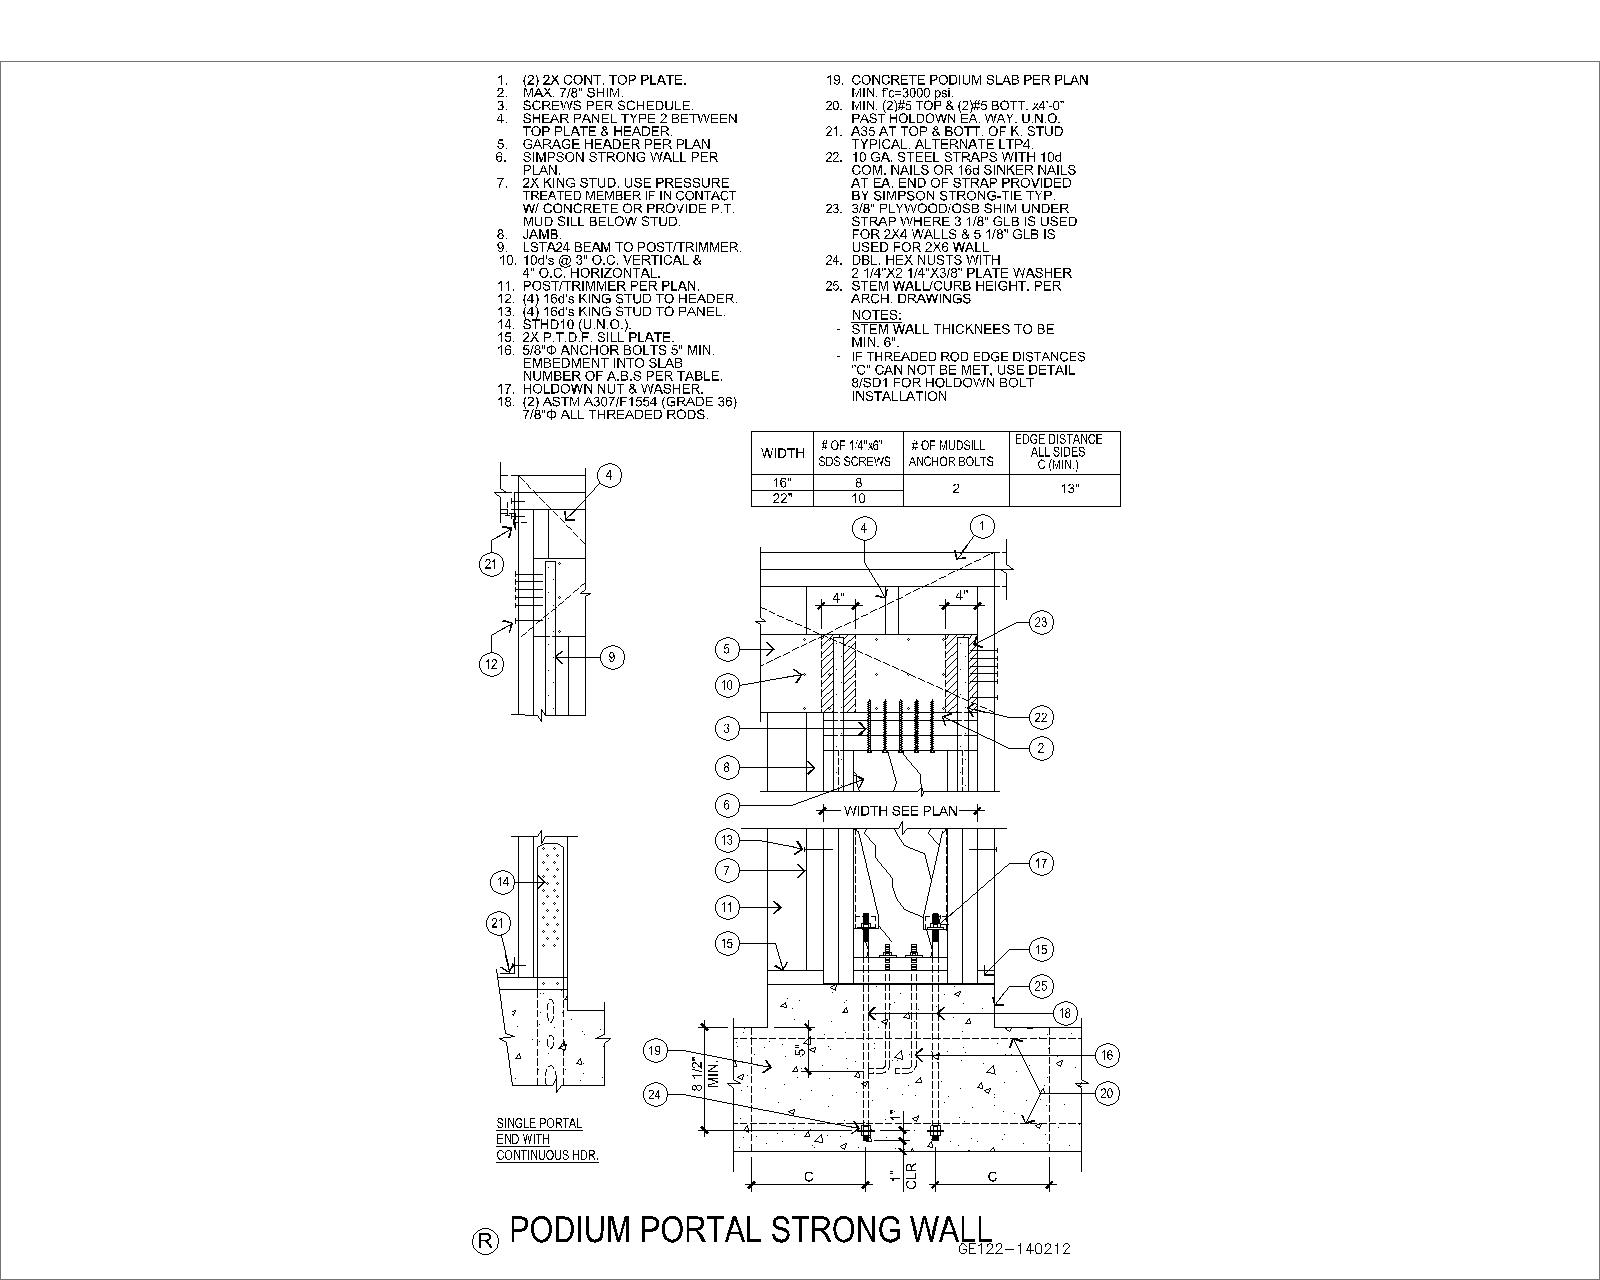 1. (2) 2X CONT. TOP PLATE.
2. MAX. 7/8" SHIM.
3. SCREWS PER SCHEDULE.
4. SHEAR PANEL TYPE 2 BETWEEN
TOP PLATE & HEADER.
5. GARAGE HEADER PER PLAN
6. SIMPSON STRONG WALL PER
PLAN.
7. 2X KING STUD. USE PRESSURE
TREATED MEMBER IF IN CONTACT
W/ CONCRETE OR PROVIDE P.T.
MUD SILL BELOW STUD.
8. JAMB.
9. LSTA24 BEAM TO POST/TRIMMER.
10. 10d's @ 3" O.C. VERTICAL &
4" O.C. HORIZONTAL.
11. POST/TRIMMER PER PLAN.
12. (4) 16d's KING STUD TO HEADER.
13. (4) 16d's KING STUD TO PANEL.
14. STHD10 (U.N.O.).
15. 2X P.T.D.F. SILL PLATE.
16. 5/8"Φ ANCHOR BOLTS 5" MIN.
EMBEDMENT INTO SLAB
NUMBER OF A.B.S PER TABLE.
17. HOLDOWN NUT & WASHER.
18. (2) ASTM A307/F1554 (GRADE 36)
7/8"Φ ALL THREADED RODS.
19. CONCRETE PODIUM SLAB PER PLAN
MIN. f'c=3000 psi.
20. MIN. (2)#5 TOP & (2)#5 BOTT. x4'-0"
PAST HOLDOWN EA. WAY. U.N.O.
21. A35 AT TOP & BOTT. OF K. STUD
TYPICAL. ALTERNATE LTP4.
22. 10 GA. STEEL STRAPS WITH 10d
COM. NAILS OR 16d SINKER NAILS
AT EA. END OF STRAP PROVIDED
BY SIMPSON STRONG-TIE TYP.
23. 3/8" PLYWOOD/OSB SHIM UNDER
STRAP WHERE 3 1/8" GLB IS USED
FOR 2X4 WALLS & 5 1/8" GLB IS
USED FOR 2X6 WALL
24. DBL. HEX NUSTS WITH
2 1/4"X2 1/4"X3/8" PLATE WASHER
25. STEM WALL/CURB HEIGHT. PER
ARCH. DRAWINGS
NOTES:
- STEM WALL THICKNEES TO BE
MIN. 6".
- IF THREADED ROD EDGE DISTANCES
"C" CAN NOT BE MET, USE DETAIL
8/SD1 FOR HOLDOWN BOLT
INSTALLATION
WIDTH # OF 1/4"x6" SDS SCREWS # OF MUDSILL ANCHOR BOLTS EDGE DISTANCE ALL SIDES C (MIN.)
16" 8 2 13"
22" 10
4
21
12
9
14
21
SINGLE PORTAL
END WITH
CONTINUOUS HDR.
4 1
4" 4"
23
5
10
22
3
2
8
6
WIDTH SEE PLAN
13
17
7
11
15
15
25
18
19
16
5"
8 1/2"
MIN.
24
20
1"
1"
CLR
C C
R PODIUM PORTAL STRONG WALL
GE122-140212